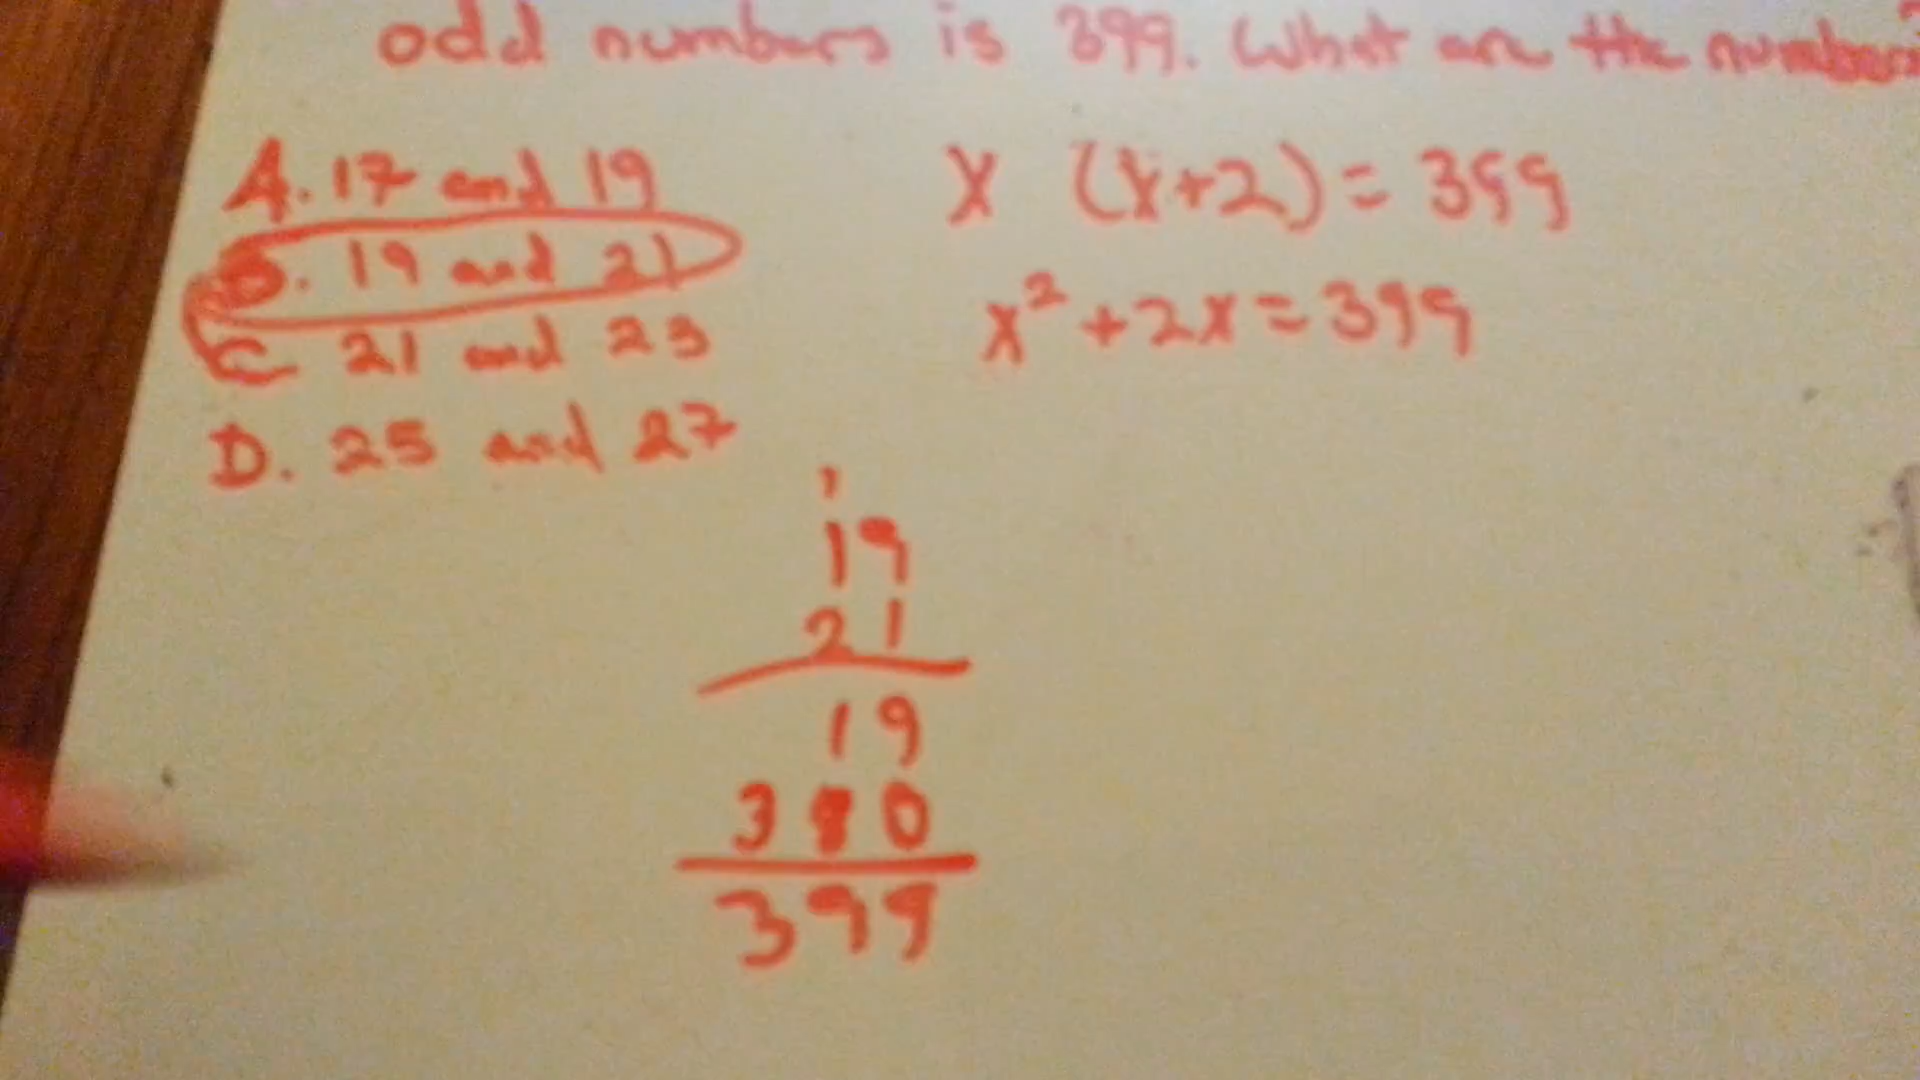 odd numbers is 399. What are the numbers?
A. 17 and 19
B. 19 and 21
C 21 and 23
D. 25 and 27
x (x+2) = 399
x² + 2x = 399
1
19
21
19
380
399